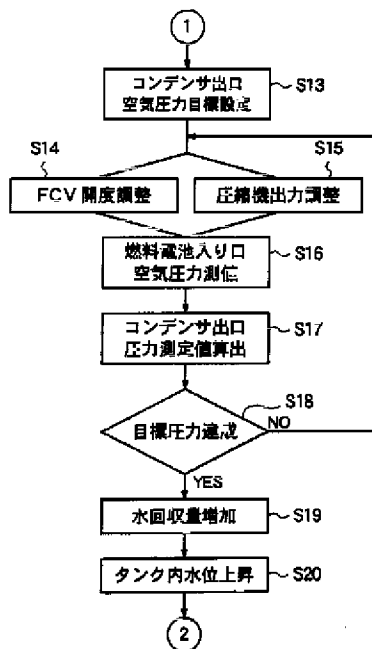 1
コンデンサ出口
空気圧力目標設定
S13
S14
S15
FCV 開度調整
圧縮機出力調整
燃料電池入り口
空気圧力測値
S16
コンデンサ出口
圧力測定値算出
S17
S18
目標圧力達成
NO
YES
水回収量増加
S19
タンク内水位上昇
S20
2